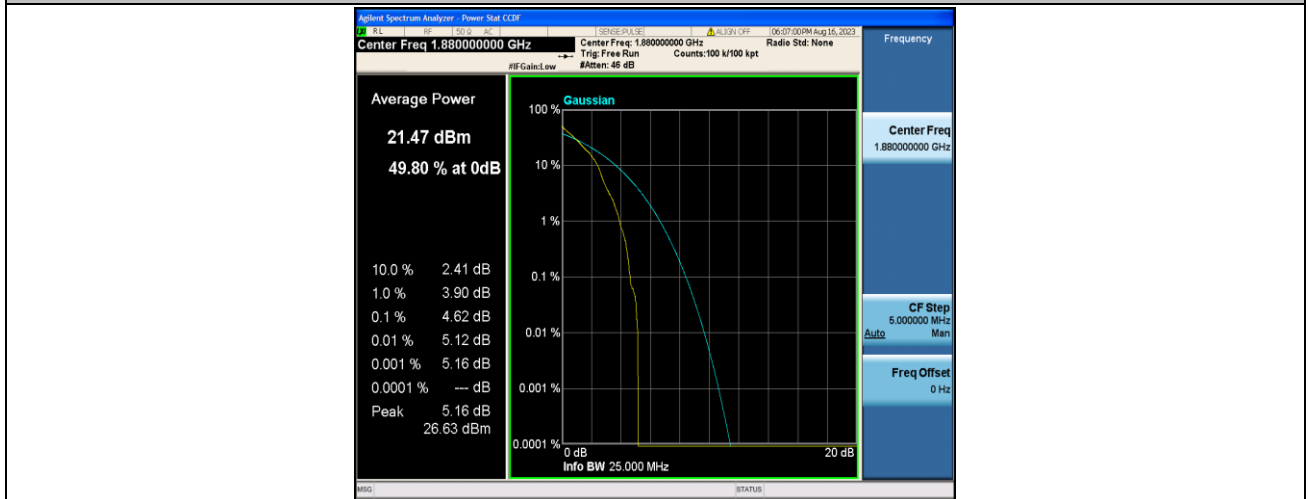 Agilent Spectrum Analyzer - Power Stat CCDF
RL RF 50 Ω AC SENSE:PULSE ALIGN OFF 06:07:00PM Aug 16, 2023
Center Freq 1.880000000 GHz
Center Freq: 1.880000000 GHz Radio Std: None
Trig: Free Run Counts:100 k/100 kpt
#IFGain:Low #Atten: 46 dB
Frequency
Average Power
21.47 dBm
49.80 % at 0dB
10.0 % 2.41 dB
1.0 % 3.90 dB
0.1 % 4.62 dB
0.01 % 5.12 dB
0.001 % 5.16 dB
0.0001 % --- dB
Peak 5.16 dB
26.63 dBm
Gaussian
100 %
10 %
1 %
0.1 %
0.01 %
0.001 %
0.0001 %
0 dB 20 dB
Info BW 25.000 MHz
Center Freq
1.880000000 GHz
CF Step
5.000000 MHz
Auto Man
Freq Offset
0 Hz
MSG STATUS